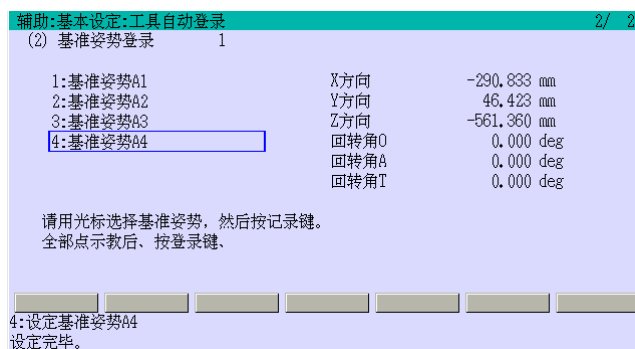 辅助:基本设定:工具自动登录 2/ 2
(2) 基准姿势登录 1
1:基准姿势A1 X方向 -290.833 mm
2:基准姿势A2 Y方向 46.423 mm
3:基准姿势A3 Z方向 -561.360 mm
4:基准姿势A4 回转角O 0.000 deg
回转角A 0.000 deg
回转角T 0.000 deg
请用光标选择基准姿势，然后按记录键。
全部点示教后、按登录键、
4:设定基准姿势A4
设定完毕。